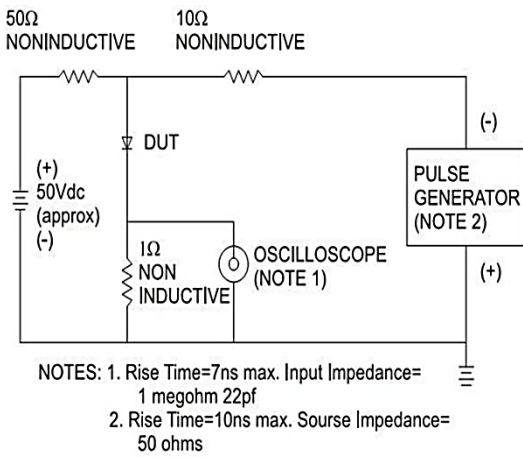 50Ω
NONINDUCTIVE
10Ω
NONINDUCTIVE
DUT
(+)
50Vdc
(approx)
(-)
1Ω
NON
INDUCTIVE
OSCILLOSCOPE
(NOTE 1)
(-)
PULSE
GENERATOR
(NOTE 2)
(+)
NOTES: 1. Rise Time=7ns max. Input Impedance=
1 megohm 22pf
2. Rise Time=10ns max. Sourse Impedance=
50 ohms